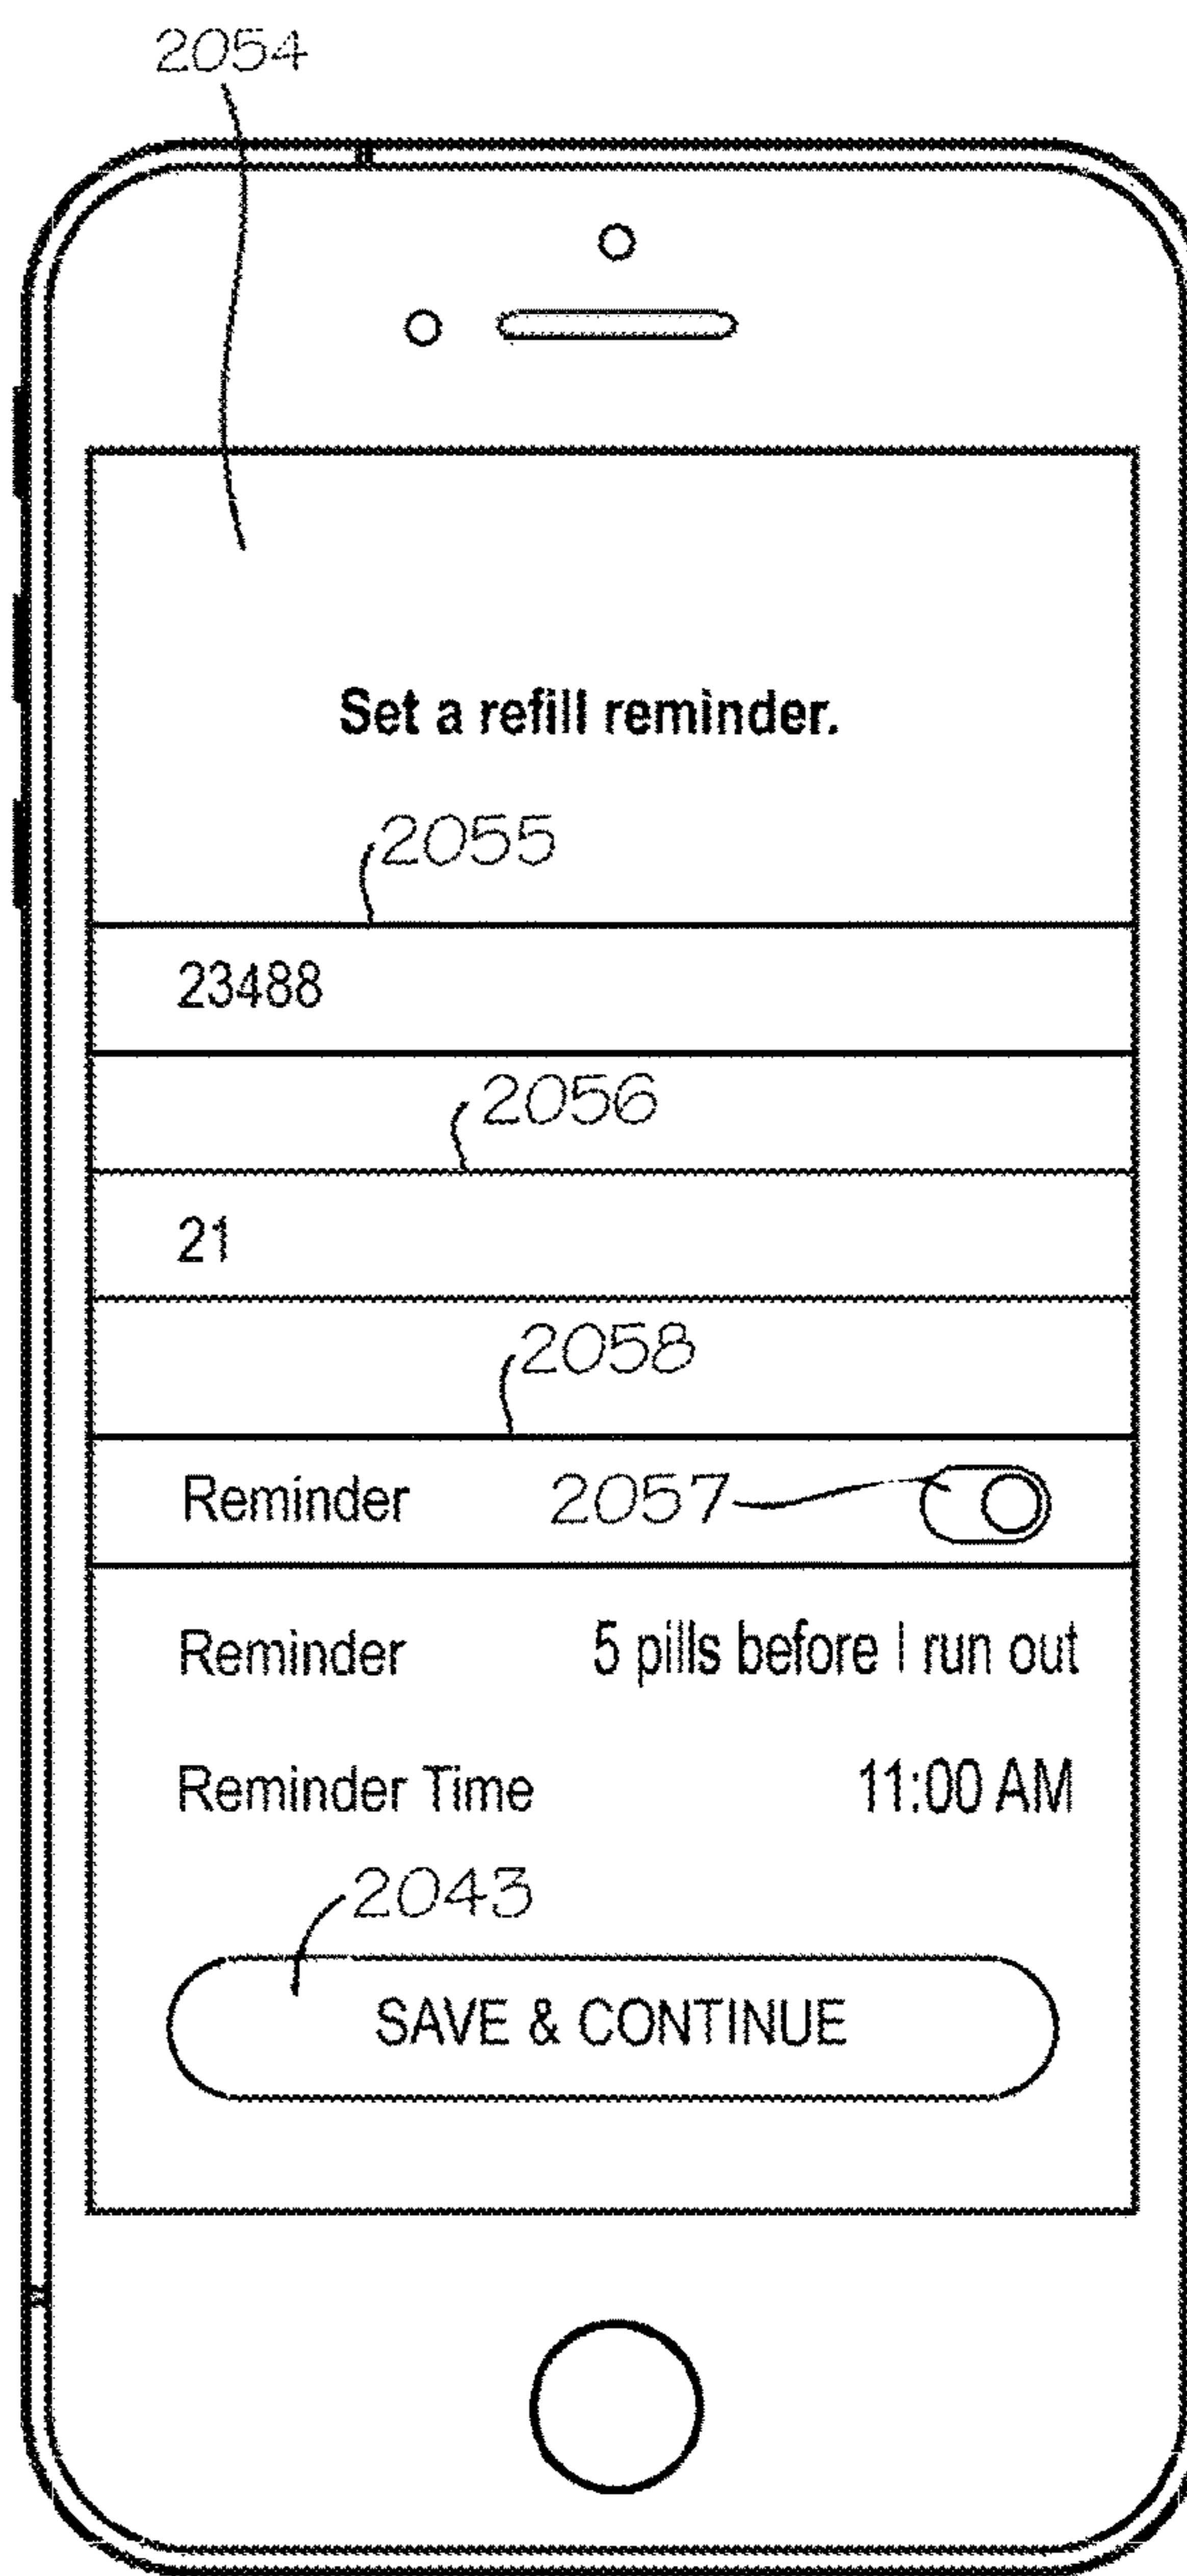 2054
Set a refill reminder.
2055
23488
2056
21
2058
Reminder 2057
Reminder 5 pills before I run out
Reminder Time 11:00 AM
2043
SAVE & CONTINUE